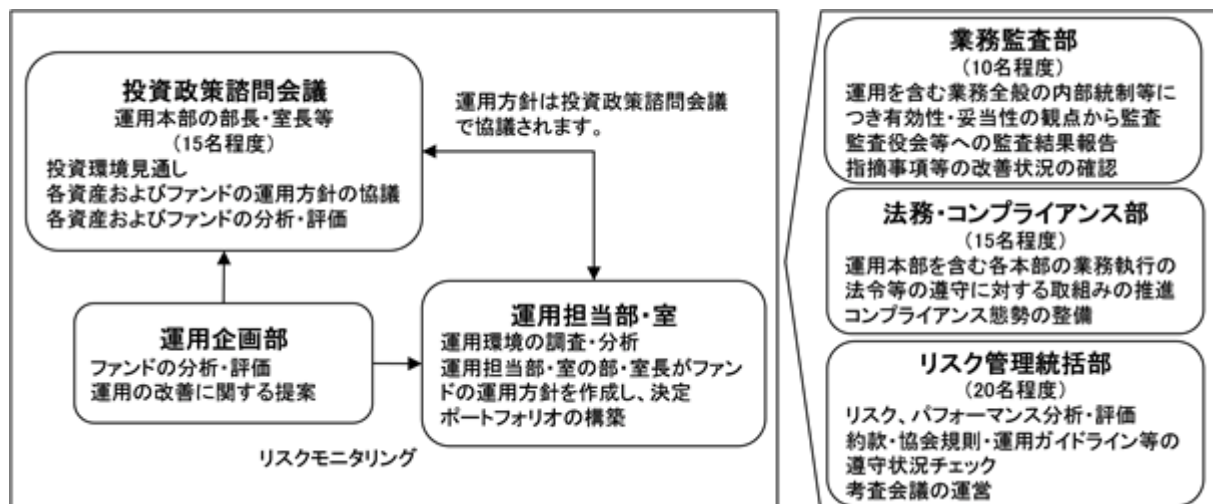 投資政策諮問会議
運用本部の部長・室長等
(15名程度)
投資環境見通し
各資産およびファンドの運用方針の協議
各資産およびファンドの分析・評価
運用方針は投資政策諮問会議
で協議されます。
運用企画部
ファンドの分析・評価
運用の改善に関する提案
運用担当部・室
運用環境の調査・分析
運用担当部・室の部・室長がファン
ドの運用方針を作成し、決定
ポートフォリオの構築
リスクモニタリング
業務監査部
(10名程度)
運用を含む業務全般の内部統制等に
つき有効性・妥当性の観点から監査
監査役会等への監査結果報告
指摘事項等の改善状況の確認
法務・コンプライアンス部
(15名程度)
運用本部を含む各本部の業務執行の
法令等の遵守に対する取組みの推進
コンプライアンス態勢の整備
リスク管理統括部
(20名程度)
リスク、パフォーマンス分析・評価
約款・協会規則・運用ガイドライン等の
遵守状況チェック
考査会議の運営